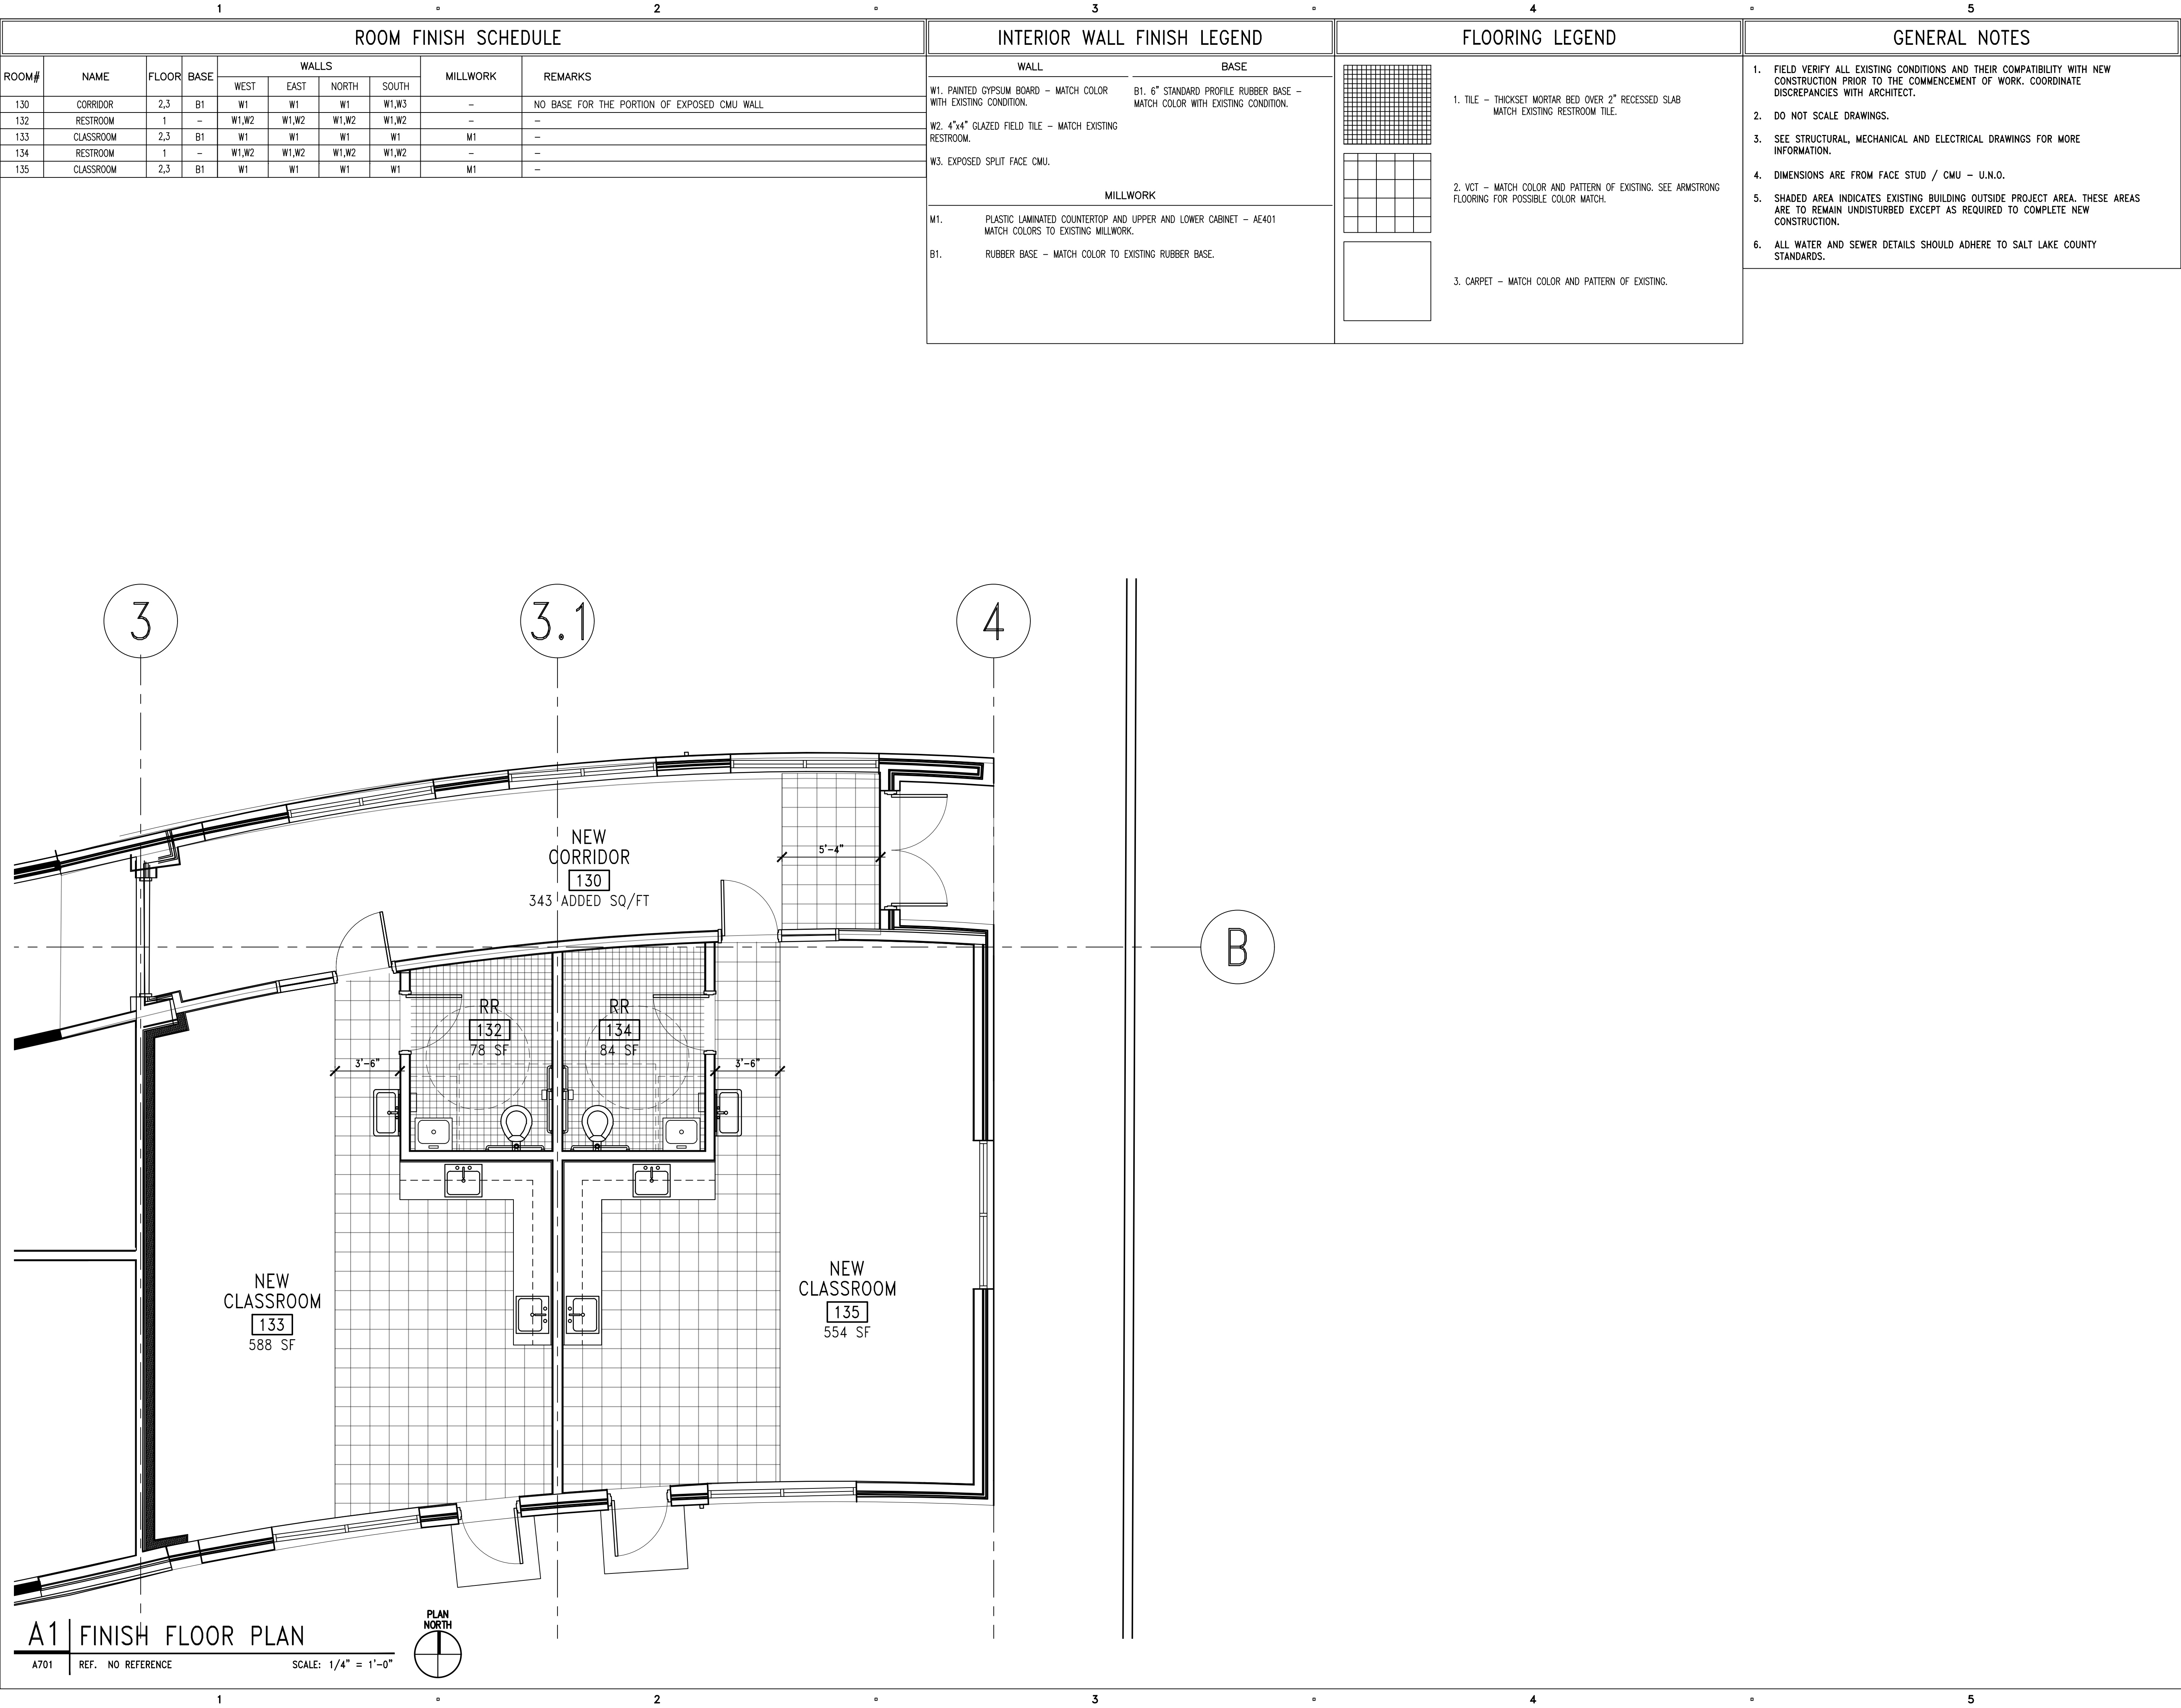 1 2 3 4 5
ROOM FINISH SCHEDULE
ROOM# NAME FLOOR BASE WALLS MILLWORK REMARKS
WEST EAST NORTH SOUTH
130 CORRIDOR 2,3 B1 W1 W1 W1 W1,W3 – NO BASE FOR THE PORTION OF EXPOSED CMU WALL
132 RESTROOM 1 – W1,W2 W1,W2 W1,W2 W1,W2 – –
133 CLASSROOM 2,3 B1 W1 W1 W1 W1 M1 –
134 RESTROOM 1 – W1,W2 W1,W2 W1,W2 W1,W2 – –
135 CLASSROOM 2,3 B1 W1 W1 W1 W1 M1 –
INTERIOR WALL FINISH LEGEND
WALL
W1. PAINTED GYPSUM BOARD – MATCH COLOR
WITH EXISTING CONDITION.
W2. 4"x4" GLAZED FIELD TILE – MATCH EXISTING
RESTROOM.
W3. EXPOSED SPLIT FACE CMU.
BASE
B1. 6" STANDARD PROFILE RUBBER BASE –
MATCH COLOR WITH EXISTING CONDITION.
MILLWORK
M1. PLASTIC LAMINATED COUNTERTOP AND UPPER AND LOWER CABINET – AE401
MATCH COLORS TO EXISTING MILLWORK.
B1. RUBBER BASE – MATCH COLOR TO EXISTING RUBBER BASE.
FLOORING LEGEND
1. TILE – THICKSET MORTAR BED OVER 2" RECESSED SLAB
MATCH EXISTING RESTROOM TILE.
2. VCT – MATCH COLOR AND PATTERN OF EXISTING. SEE ARMSTRONG
FLOORING FOR POSSIBLE COLOR MATCH.
3. CARPET – MATCH COLOR AND PATTERN OF EXISTING.
GENERAL NOTES
1. FIELD VERIFY ALL EXISTING CONDITIONS AND THEIR COMPATIBILITY WITH NEW
CONSTRUCTION PRIOR TO THE COMMENCEMENT OF WORK. COORDINATE
DISCREPANCIES WITH ARCHITECT.
2. DO NOT SCALE DRAWINGS.
3. SEE STRUCTURAL, MECHANICAL AND ELECTRICAL DRAWINGS FOR MORE
INFORMATION.
4. DIMENSIONS ARE FROM FACE STUD / CMU – U.N.O.
5. SHADED AREA INDICATES EXISTING BUILDING OUTSIDE PROJECT AREA. THESE AREAS
ARE TO REMAIN UNDISTURBED EXCEPT AS REQUIRED TO COMPLETE NEW
CONSTRUCTION.
6. ALL WATER AND SEWER DETAILS SHOULD ADHERE TO SALT LAKE COUNTY
STANDARDS.
3 3.1 4
NEW
CORRIDOR
130
343 ADDED SQ/FT
5'-4"
B
RR
132
78 SF
RR
134
84 SF
3'-6"
3'-6"
NEW
CLASSROOM
133
588 SF
NEW
CLASSROOM
135
554 SF
A1 FINISH FLOOR PLAN
A701 REF. NO REFERENCE SCALE: 1/4" = 1'-0"
PLAN
NORTH
1 2 3 4 5